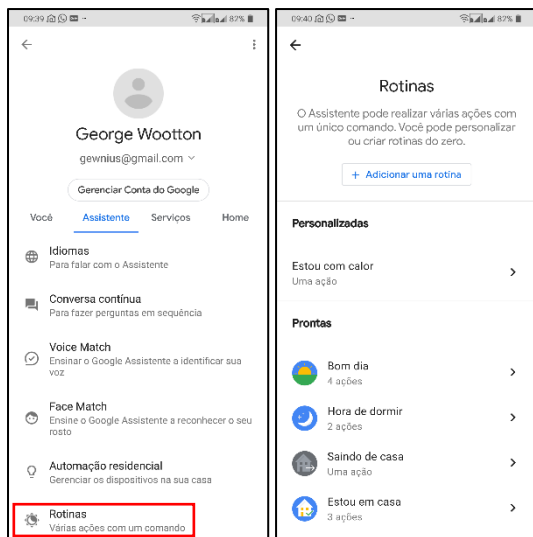 09:39
82%
George Wootton
gewnius@gmail.com
Gerenciar Conta do Google
Você Assistente Serviços Home
Idiomas
Para falar com o Assistente
Conversa contínua
Para fazer perguntas em sequência
Voice Match
Ensinar o Google Assistente a identificar sua
voz
Face Match
Ensine o Google Assistente a reconhecer o seu
rosto
Automação residencial
Gerenciar os dispositivos na sua casa
Rotinas
Várias ações com um comando
09:40
82%
Rotinas
O Assistente pode realizar várias ações com
um único comando. Você pode personalizar
ou criar rotinas do zero.
+ Adicionar uma rotina
Personalizadas
Estou com calor
Uma ação
Prontas
Bom dia
4 ações
Hora de dormir
2 ações
Saindo de casa
Uma ação
Estou em casa
3 ações